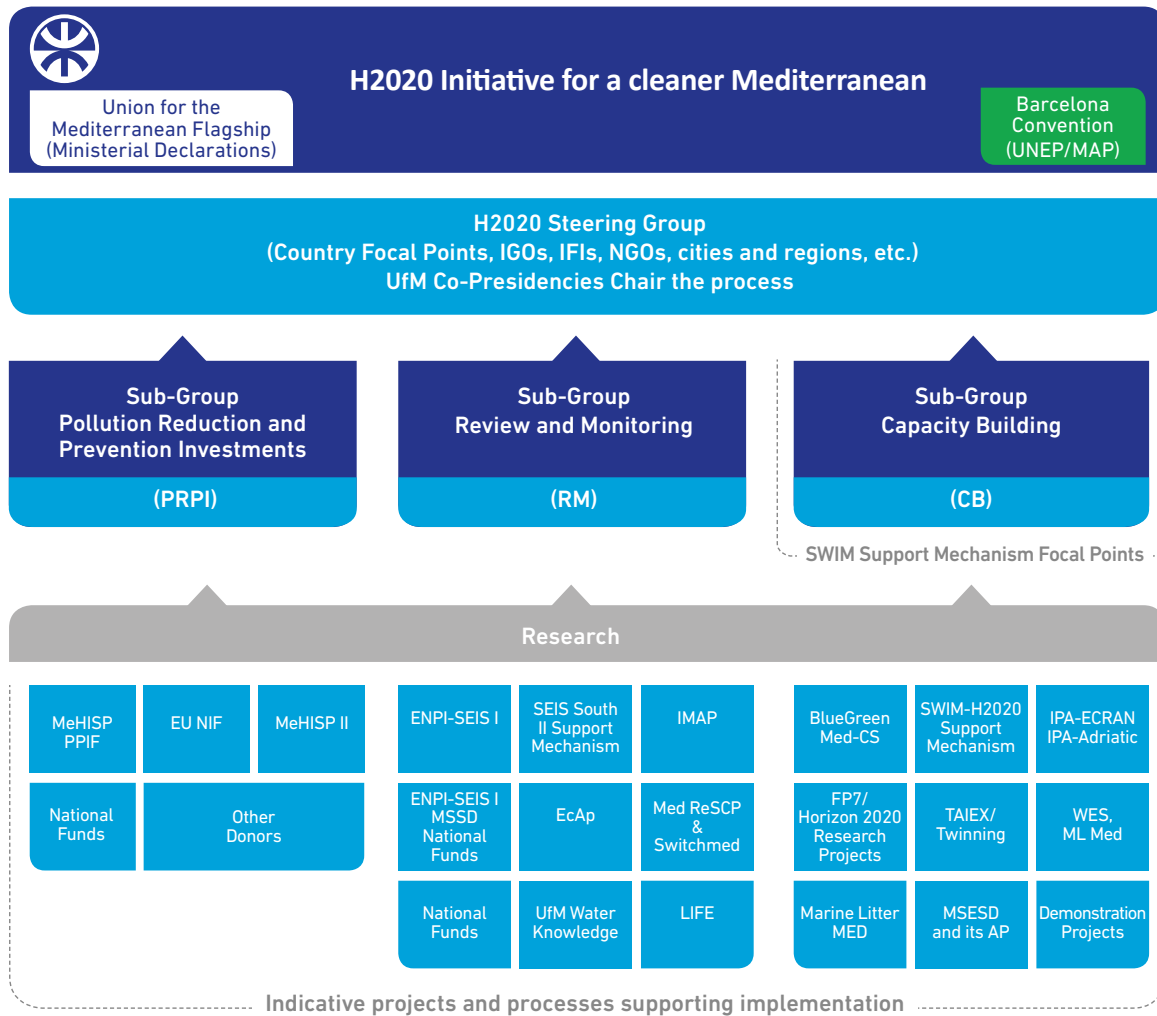 H2020 Initiative for a cleaner Mediterranean
Union for the
Mediterranean Flagship
(Ministerial Declarations)
Barcelona
Convention
(UNEP/MAP)
H2020 Steering Group
(Country Focal Points, IGOs, IFIs, NGOs, cities and regions, etc.)
UfM Co-Presidencies Chair the process
Sub-Group
Pollution Reduction and
Prevention Investments
(PRPI)
Sub-Group
Review and Monitoring
(RM)
Sub-Group
Capacity Building
(CB)
SWIM Support Mechanism Focal Points
Research
MeHISP
PPIF
EU NIF
MeHISP II
National
Funds
Other
Donors
ENPI-SEIS I
SEIS South
II Support
Mechanism
IMAP
ENPI-SEIS I
MSSD
National
Funds
EcAp
Med ReSCP
&
Switchmed
National
Funds
UfM Water
Knowledge
LIFE
BlueGreen
Med-CS
SWIM-H2020
Support
Mechanism
IPA-ECRAN
IPA-Adriatic
FP7/
Horizon 2020
Research
Projects
TAIEX/
Twinning
WES,
ML Med
Marine Litter
MED
MSESD
and its AP
Demonstration
Projects
Indicative projects and processes supporting implementation